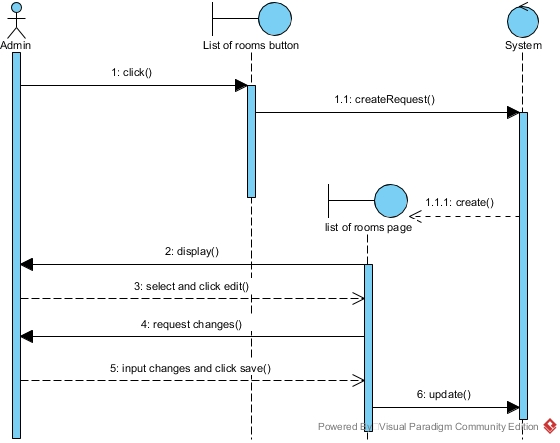 Admin
List of rooms button
System
1: click()
1.1: createRequest()
1.1.1: create()
list of rooms page
2: display()
3: select and click edit()
4: request changes()
5: input changes and click save()
6: update()
Powered By Visual Paradigm Community Edition